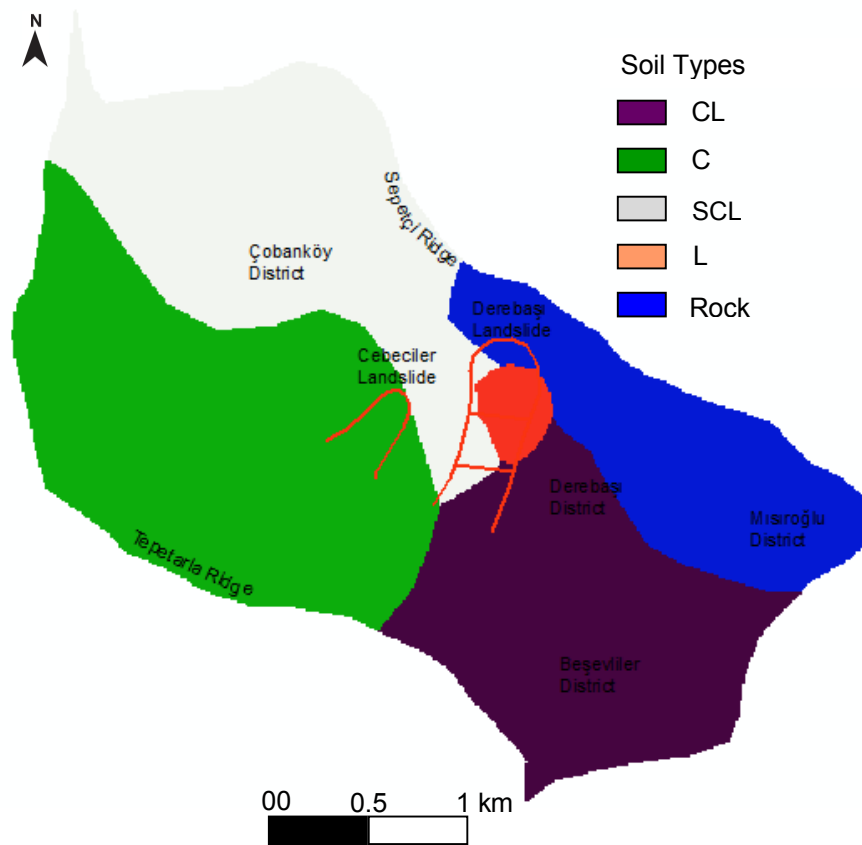 N
Soil Types
CL
C
SCL
L
Rock
Sepetçi Ridge
Çobanköy
District
Derebaşı
Landslide
Cebeciler
Landslide
Derebaşı
District
Mısıroğlu
District
Tepetarla Ridge
Beşevliler
District
00 0.5 1 km